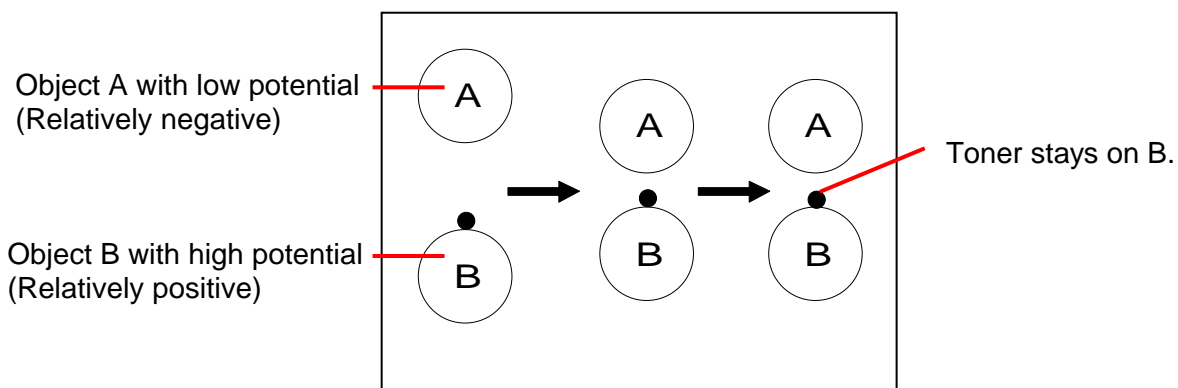 Object A with low potential
(Relatively negative)
A
A
A
Toner stays on B.
Object B with high potential
(Relatively positive)
B
B
B